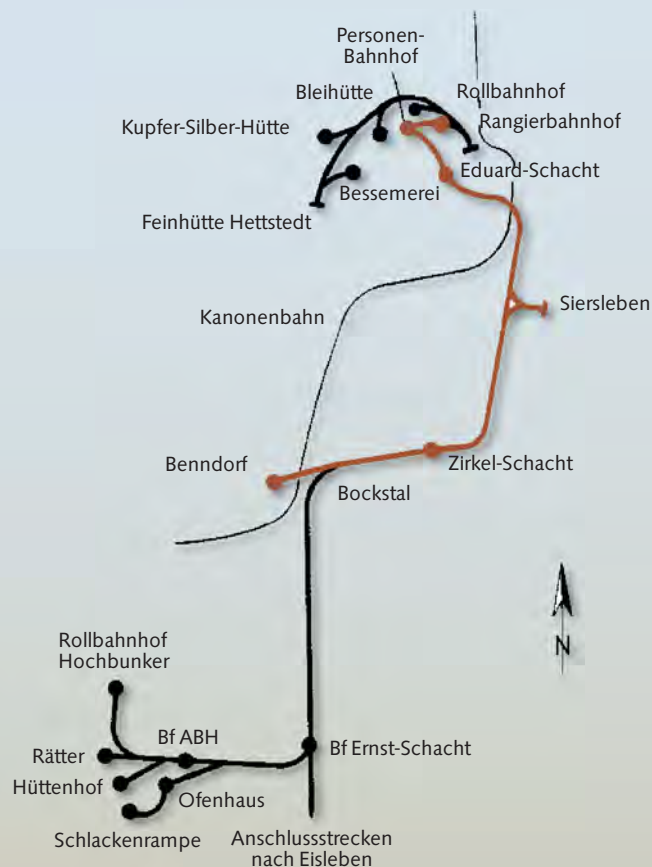 Personen-
Bahnhof
Bleihütte
Rollbahnhof
Kupfer-Silber-Hütte
Rangierbahnhof
Bessemerei
Eduard-Schacht
Feinhütte Hettstedt
Kanonenbahn
Siersleben
Benndorf
Zirkel-Schacht
Bockstal
N
Rollbahnhof
Hochbunker
Bf ABH
Bf Ernst-Schacht
Rätter
Hüttenhof
Ofenhaus
Schlackenrampe
Anschlussstrecken
nach Eisleben